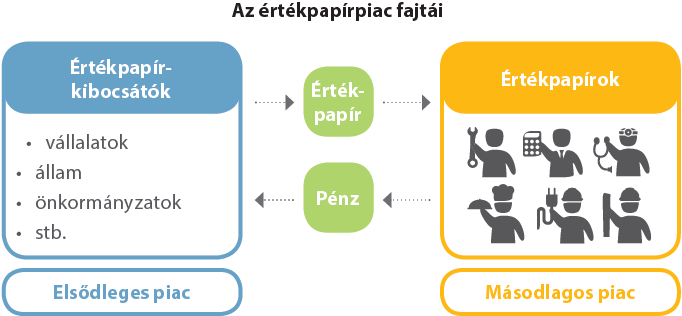 Az értékpapírpiac fajtái
Értékpapír-
kibocsátók
• vállalatok
• állam
• önkormányzatok
• stb.
Elsődleges piac
Érték-
papír
Pénz
Értékpapírok
Másodlagos piac